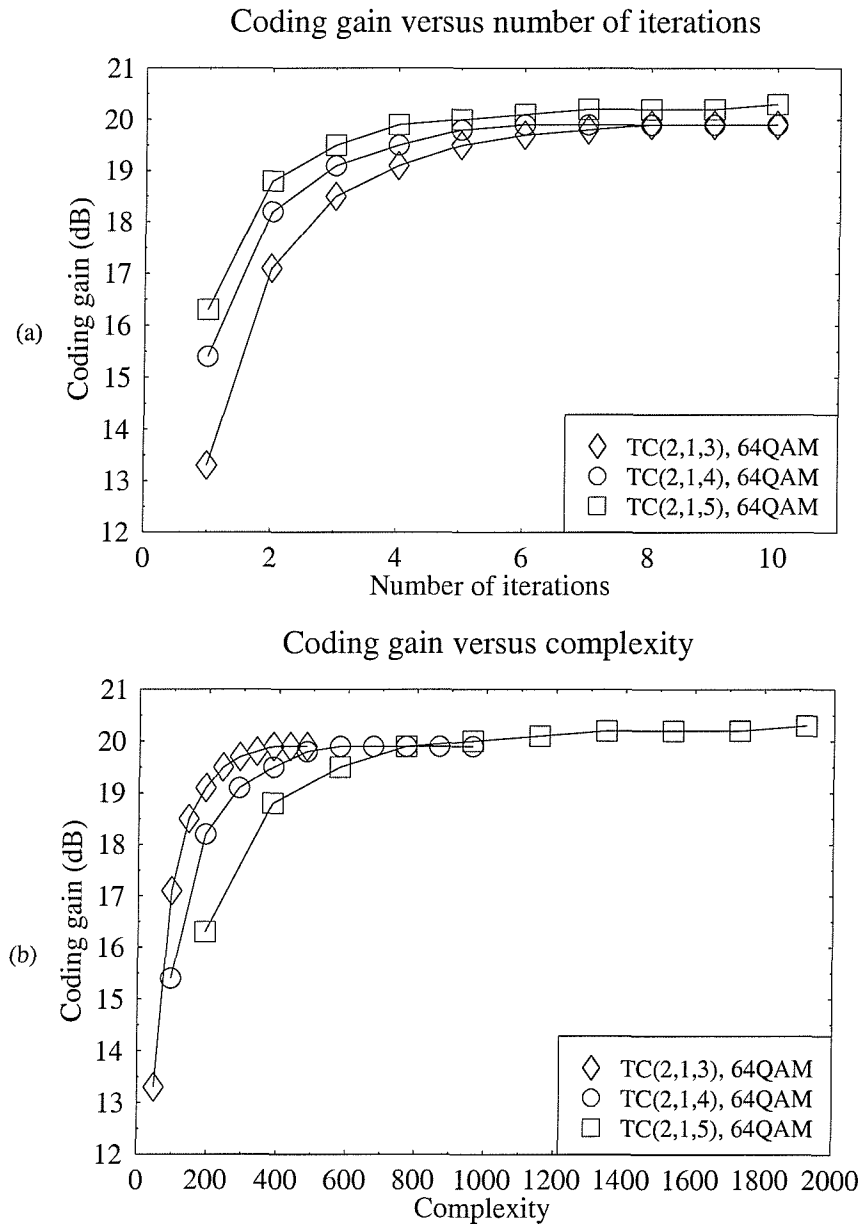 Coding gain versus number of iterations
21
20
19
18
17
16
15
14
13
12
Coding gain (dB)
(a)
TC(2,1,3), 64QAM
TC(2,1,4), 64QAM
TC(2,1,5), 64QAM
0 2 4 6 8 10
Number of iterations
Coding gain versus complexity
21
20
19
18
17
16
15
14
13
12
Coding gain (dB)
(b)
TC(2,1,3), 64QAM
TC(2,1,4), 64QAM
TC(2,1,5), 64QAM
0 200 400 600 800 1000 1200 1400 1600 1800 2000
Complexity